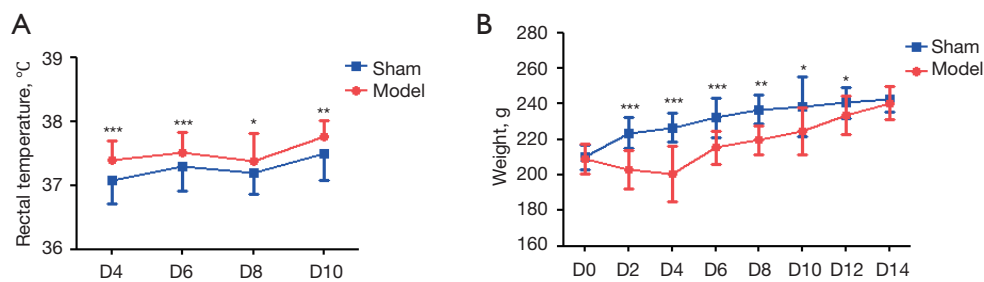 A
Rectal temperature, °C
39
38
37
36
*** *** * **
Sham
Model
D4 D6 D8 D10
B
Weight, g
280
260
240
220
200
180
160
*** *** *** ** * *
Sham
Model
D0 D2 D4 D6 D8 D10 D12 D14